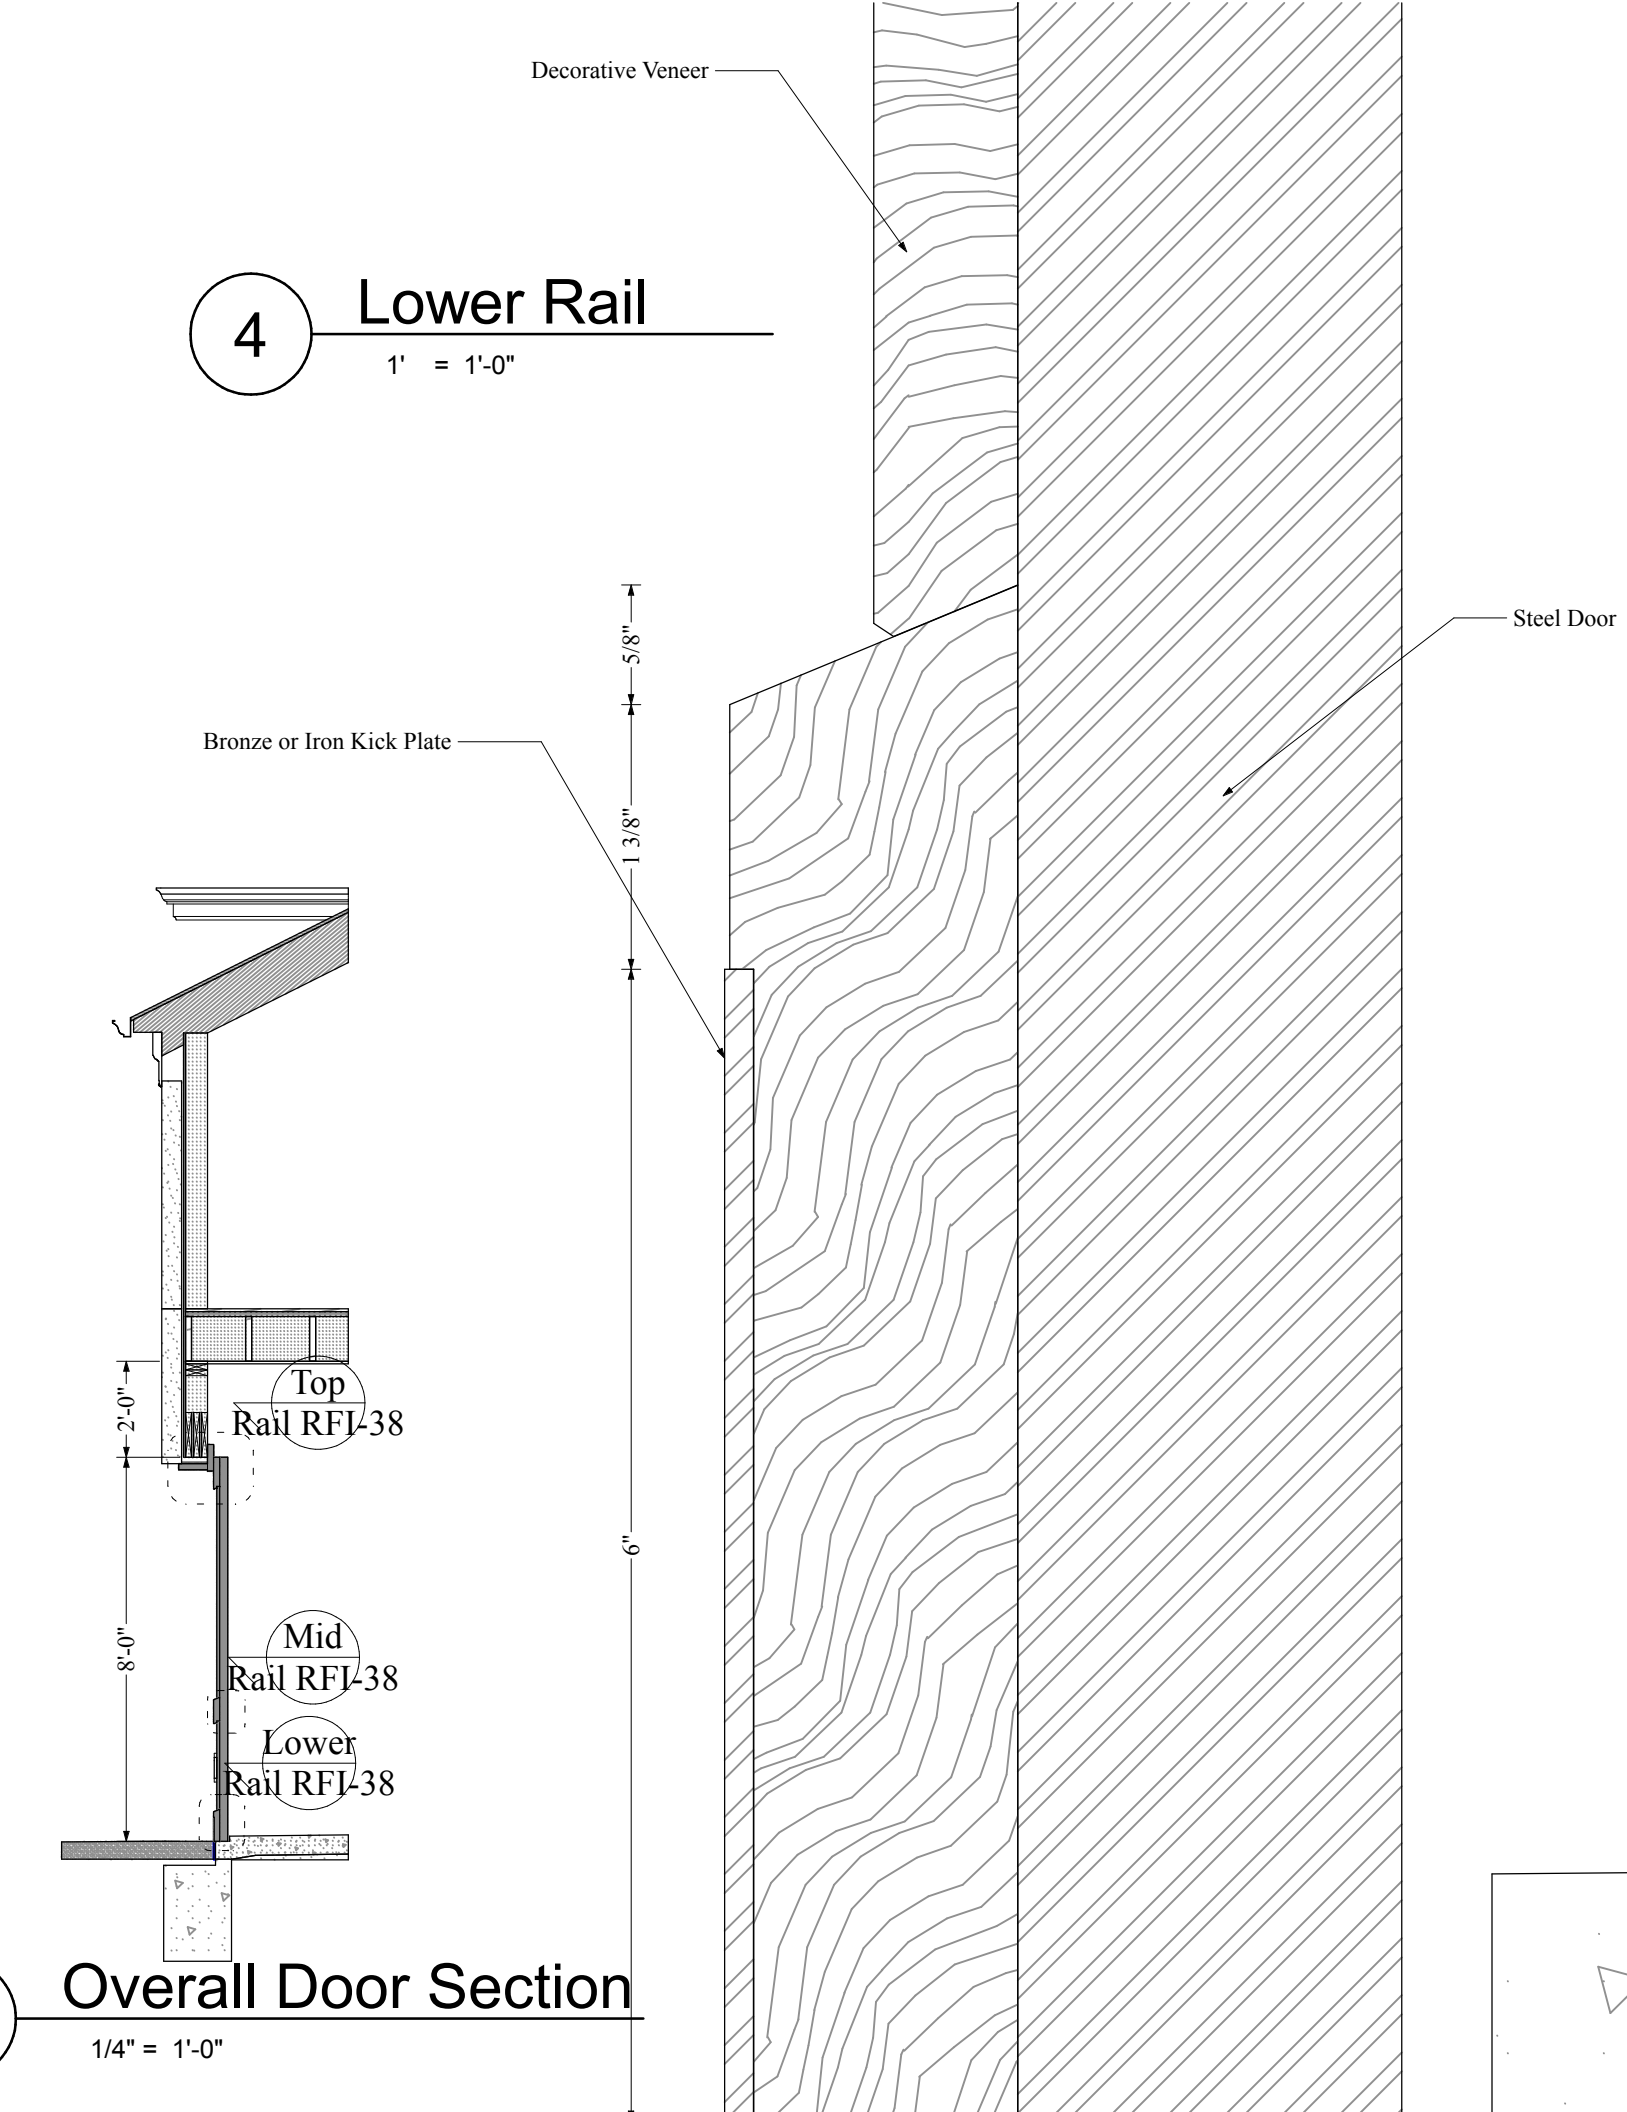 Decorative Veneer
4
Lower Rail
1' = 1'-0"
5/8"
Steel Door
Bronze or Iron Kick Plate
1 3/8"
Top
Rail RFI-38
2'-0"
6"
Mid
Rail RFI-38
8'-0"
Lower
Rail RFI-38
Overall Door Section
1/4" = 1'-0"